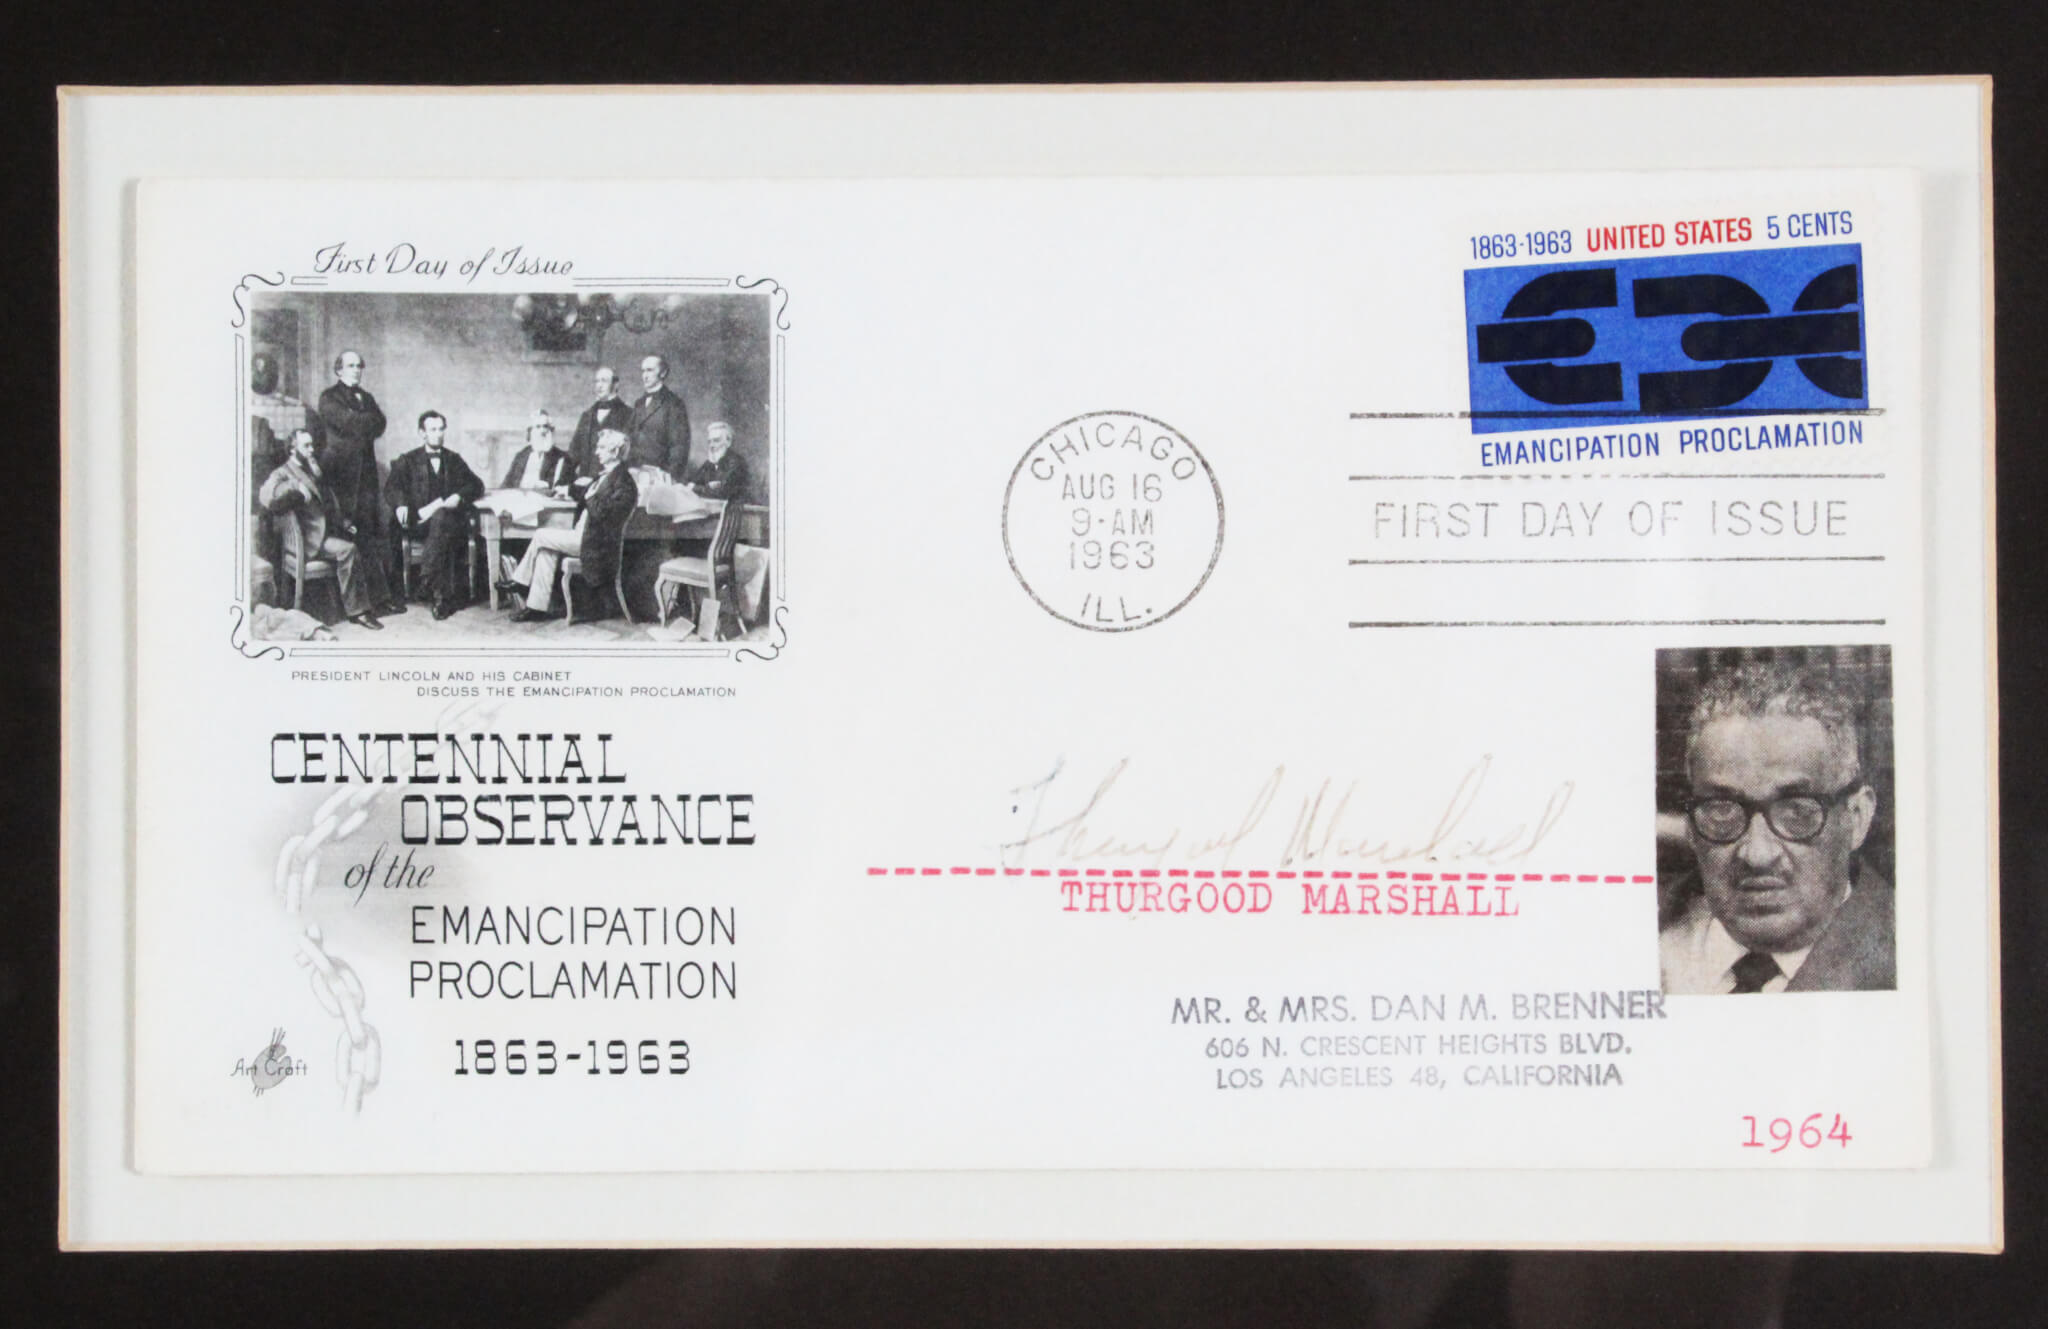 First Day of Issue
PRESIDENT LINCOLN AND HIS CABINET
DISCUSS THE EMANCIPATION PROCLAMATION
CENTENNIAL
OBSERVANCE
of the
EMANCIPATION
PROCLAMATION
1863-1963
Art Craft
1863-1963 UNITED STATES 5 CENTS
EMANCIPATION PROCLAMATION
CHICAGO
AUG 16
9-AM
1963
ILL.
FIRST DAY OF ISSUE
Thurgood Marshall
THURGOOD MARSHALL
MR. & MRS. DAN M. BRENNER
606 N. CRESCENT HEIGHTS BLVD.
LOS ANGELES 48, CALIFORNIA
1964